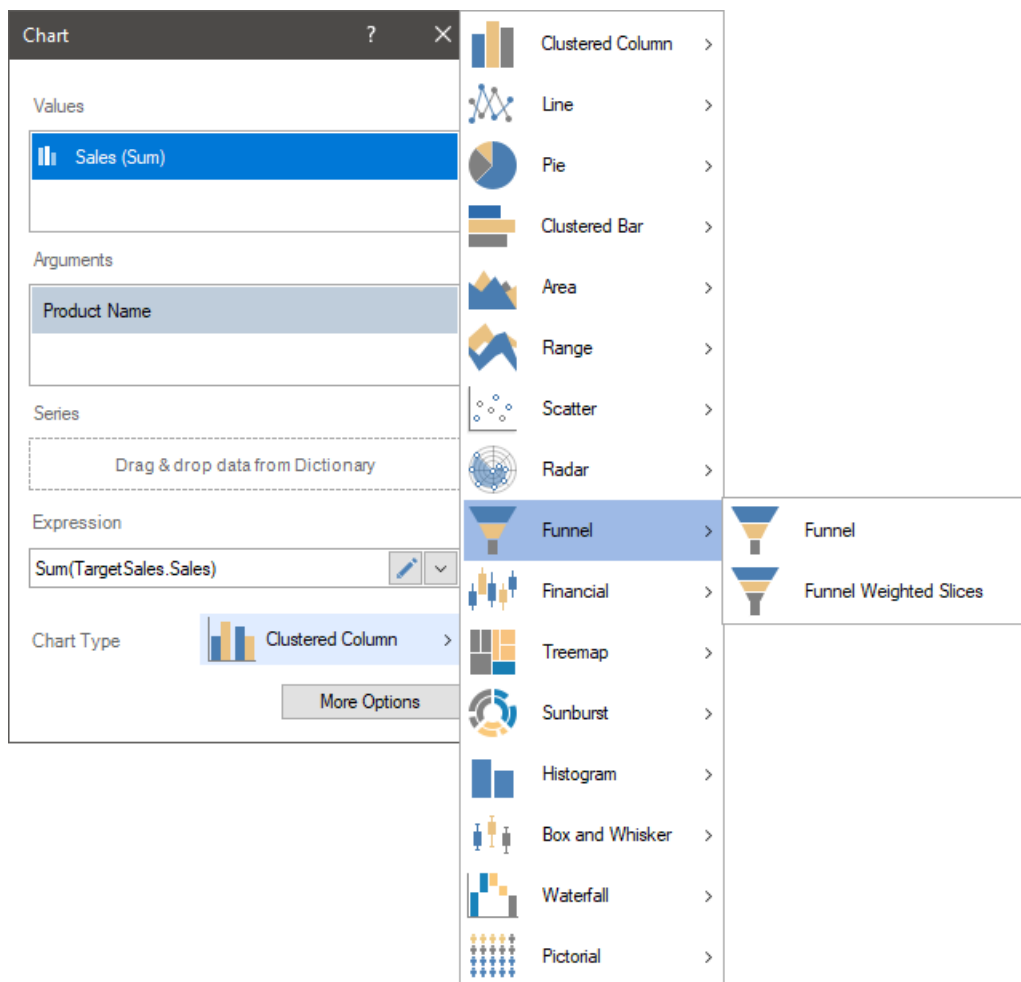 Chart ?
Values
Sales (Sum)
Arguments
Product Name
Series
Drag & drop data from Dictionary
Expression
Sum(TargetSales.Sales)
Chart Type Clustered Column
More Options
Clustered Column
Line
Pie
Clustered Bar
Area
Range
Scatter
Radar
Funnel
Financial
Treemap
Sunburst
Histogram
Box and Whisker
Waterfall
Pictorial
Funnel
Funnel Weighted Slices